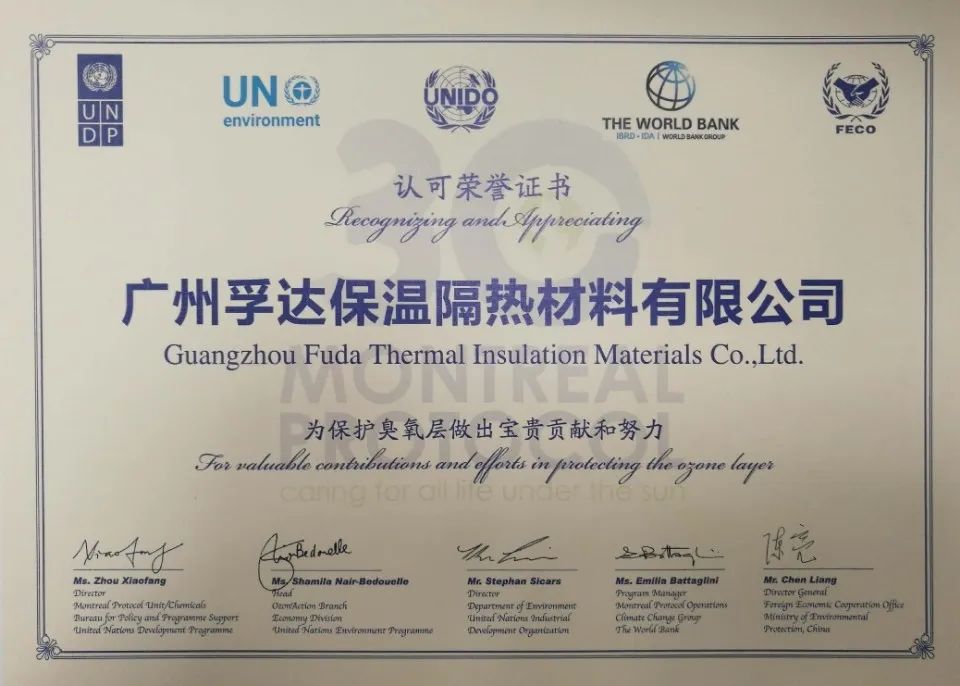 UN
DP
UN
environment
UNIDO
THE WORLD BANK
IBRD • IDA | WORLD BANK GROUP
FECO
30
认可荣誉证书
Recognizing and Appreciating
广州孚达保温隔热材料有限公司
Guangzhou Fuda Thermal Insulation Materials Co.,Ltd.
MONTREAL
PROTOCOL
为保护臭氧层做出宝贵贡献和努力
For valuable contributions and efforts in protecting the ozone layer
caring for all life under the sun
Ms. Zhou Xiaofang
Director
Montreal Protocol Unit/Chemicals
Bureau for Policy and Programme Support
United Nations Development Programme
Bedouelle
Ms. Shamila Nair-Bedouelle
Head
OzonAction Branch
Economy Division
United Nations Environment Programme
Mr. Stephan Sicars
Director
Department of Environment
United Nations Industrial
Development Organization
Ms. Emilia Battaglini
Program Manager
Montreal Protocol Operations
Climate Change Group
The World Bank
陈亮
Mr. Chen Liang
Director General
Foreign Economic Cooperation Office
Ministry of Environmental
Protection, China